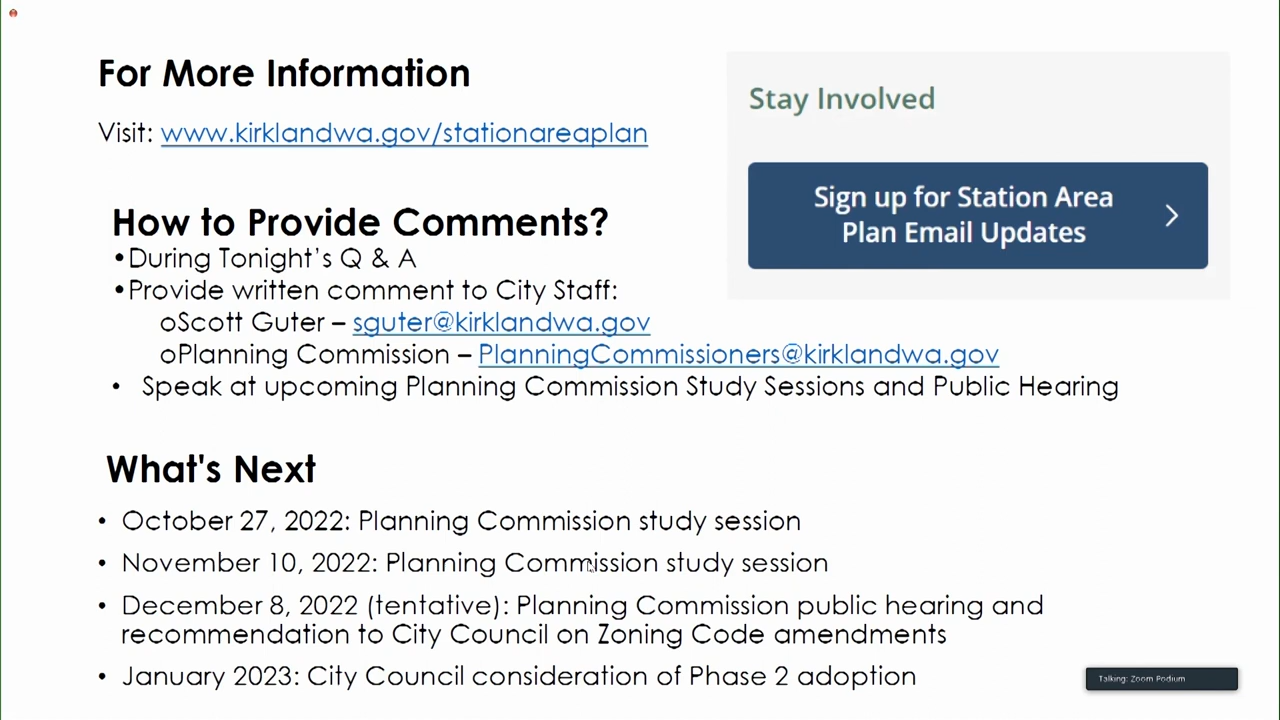 For More Information
Visit: www.kirklandwa.gov/stationareaplan
Stay Involved
Sign up for Station Area
Plan Email Updates
How to Provide Comments?
•During Tonight's Q & A
•Provide written comment to City Staff:
oScott Guter – sguter@kirklandwa.gov
oPlanning Commission – PlanningCommissioners@kirklandwa.gov
• Speak at upcoming Planning Commission Study Sessions and Public Hearing
What's Next
• October 27, 2022: Planning Commission study session
• November 10, 2022: Planning Commission study session
• December 8, 2022 (tentative): Planning Commission public hearing and
recommendation to City Council on Zoning Code amendments
• January 2023: City Council consideration of Phase 2 adoption
Talking: Zoom Podium